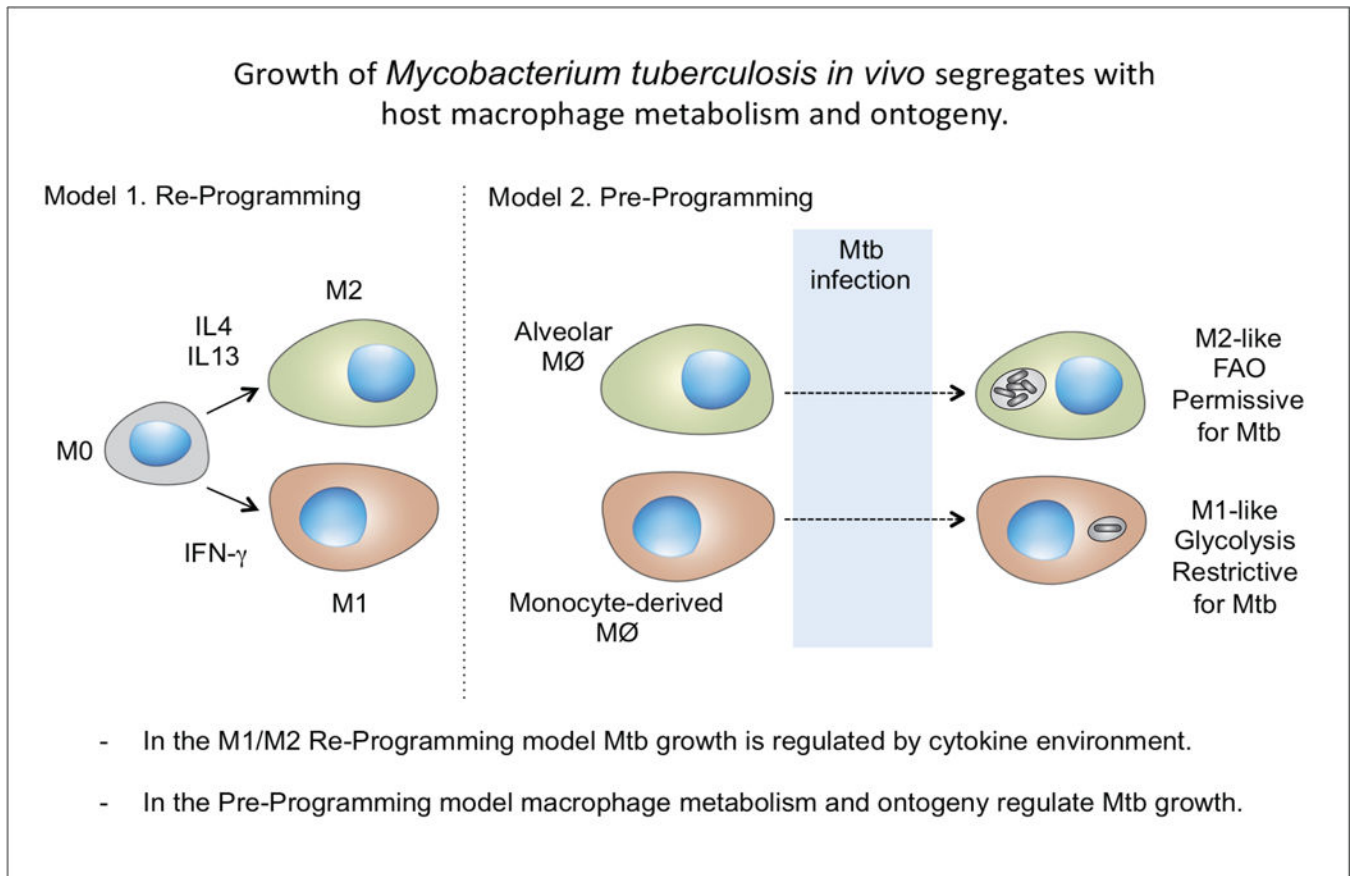 Growth of Mycobacterium tuberculosis in vivo segregates with
host macrophage metabolism and ontogeny.
Model 1. Re-Programming
M0
IL4
IL13
M2
IFN-γ
M1
Model 2. Pre-Programming
Mtb
infection
Alveolar
MØ
M2-like
FAO
Permissive
for Mtb
Monocyte-derived
MØ
M1-like
Glycolysis
Restrictive
for Mtb
- In the M1/M2 Re-Programming model Mtb growth is regulated by cytokine environment.
- In the Pre-Programming model macrophage metabolism and ontogeny regulate Mtb growth.